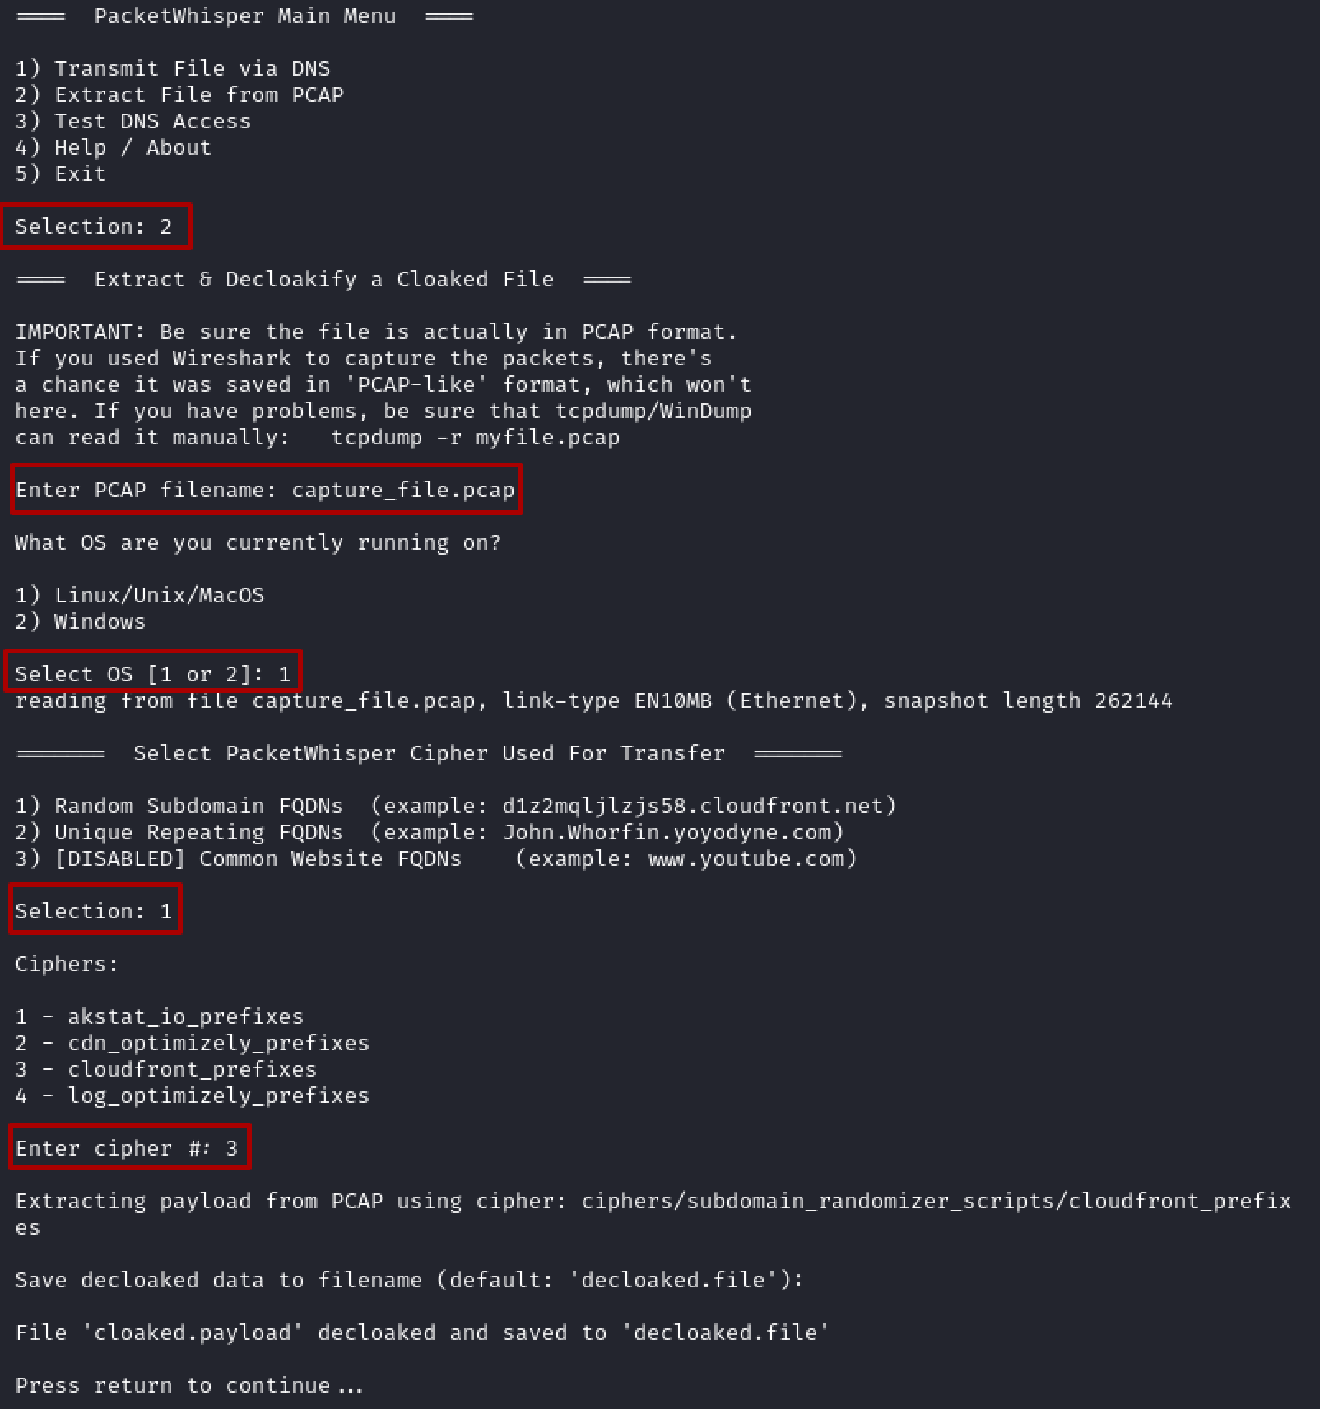 ==== PacketWhisper Main Menu ====
1) Transmit File via DNS
2) Extract File from PCAP
3) Test DNS Access
4) Help / About
5) Exit
Selection: 2
==== Extract & Decloakify a Cloaked File ====
IMPORTANT: Be sure the file is actually in PCAP format.
If you used Wireshark to capture the packets, there's
a chance it was saved in 'PCAP-like' format, which won't
here. If you have problems, be sure that tcpdump/WinDump
can read it manually:   tcpdump -r myfile.pcap
Enter PCAP filename: capture_file.pcap
What OS are you currently running on?
1) Linux/Unix/MacOS
2) Windows
Select OS [1 or 2]: 1
reading from file capture_file.pcap, link-type EN10MB (Ethernet), snapshot length 262144
======= Select PacketWhisper Cipher Used For Transfer =======
1) Random Subdomain FQDNs  (example: d1z2mqljlzjs58.cloudfront.net)
2) Unique Repeating FQDNs  (example: John.Whorfin.yoyodyne.com)
3) [DISABLED] Common Website FQDNs    (example: www.youtube.com)
Selection: 1
Ciphers:
1 - akstat_io_prefixes
2 - cdn_optimizely_prefixes
3 - cloudfront_prefixes
4 - log_optimizely_prefixes
Enter cipher #: 3
Extracting payload from PCAP using cipher: ciphers/subdomain_randomizer_scripts/cloudfront_prefix
es
Save decloaked data to filename (default: 'decloaked.file'):
File 'cloaked.payload' decloaked and saved to 'decloaked.file'
Press return to continue...